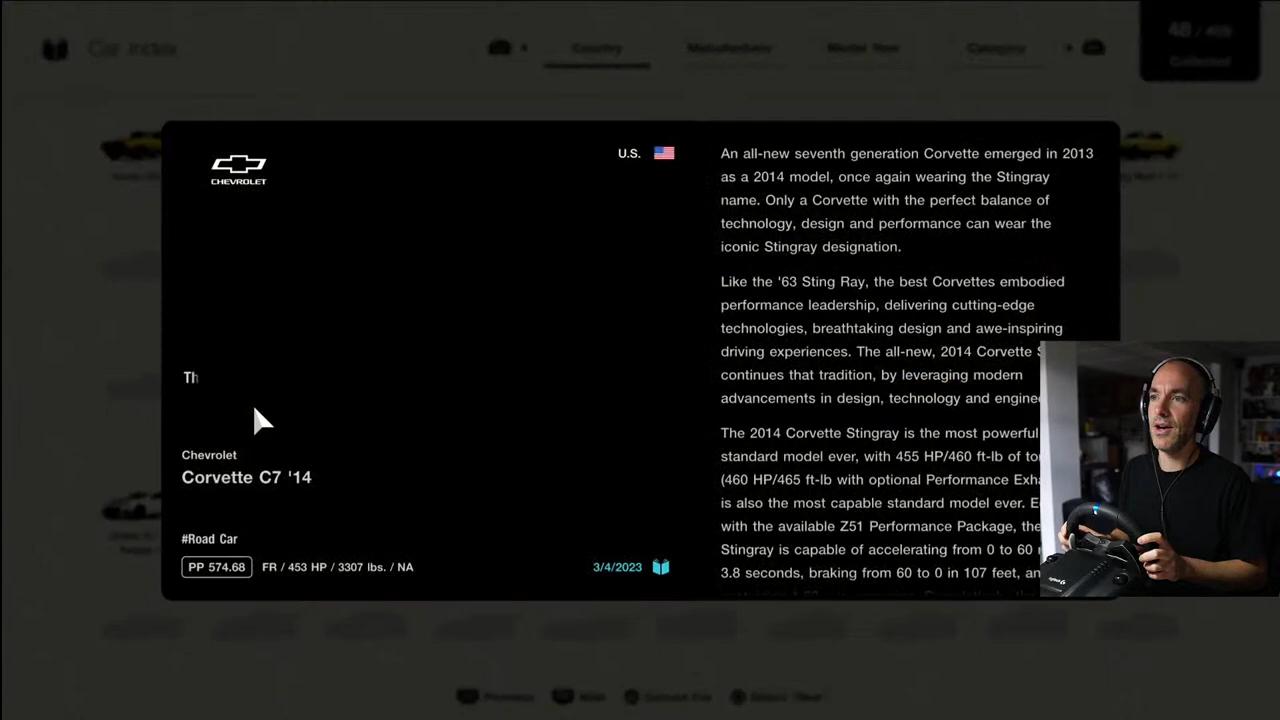 Car Index
Country
Manufacturers
Category
48 /
Collected
CHEVROLET
U.S.
Th
Chevrolet
Corvette C7 '14
#Road Car
PP 574.68
FR / 453 HP / 3307 lbs. / NA
3/4/2023
An all-new seventh generation Corvette emerged in 2013
as a 2014 model, once again wearing the Stingray
name. Only a Corvette with the perfect balance of
technology, design and performance can wear the
iconic Stingray designation.
Like the '63 Sting Ray, the best Corvettes embodied
performance leadership, delivering cutting-edge
technologies, breathtaking design and awe-inspiring
driving experiences. The all-new, 2014 Corvette S
continues that tradition, by leveraging modern
advancements in design, technology and engine
The 2014 Corvette Stingray is the most powerful
standard model ever, with 455 HP/460 ft-lb of to
(460 HP/465 ft-lb with optional Performance Exha
is also the most capable standard model ever. E
with the available Z51 Performance Package, the
Stingray is capable of accelerating from 0 to 60
3.8 seconds, braking from 60 to 0 in 107 feet, an